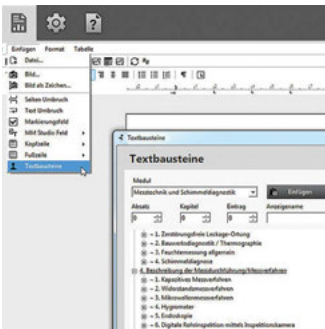 Einfügen Format Tabelle
Datei...
Bild...
Bild als Zeichen...
Seiten Umbruch
Text Umbruch
Markierungsfeld
MM Studio Feld
Kopfzeile
Fußzeile
Textbausteine
Textbausteine
Textbausteine
Modul
Messtechnik und Schimmeldiagnostik
Einfügen
Absatz Kapitel Eintrag Anzeigename
0 0 0
1. Zerstörungsfreie Leckage-Ortung
2. Bauwerksdiagnostik / Thermographie
3. Feuchtemessung allgemein
4. Schimmeldiagnose
4. Beschreibung der Messdurchführung/Messverfahren
1. Kapazitives Messverfahren
2. Widerstandsmessverfahren
3. Mikrowellenmessverfahren
4. Hygrometer
5. Endoskopie
6. Digitale Rohrinspektion mittels Inspektionskamera